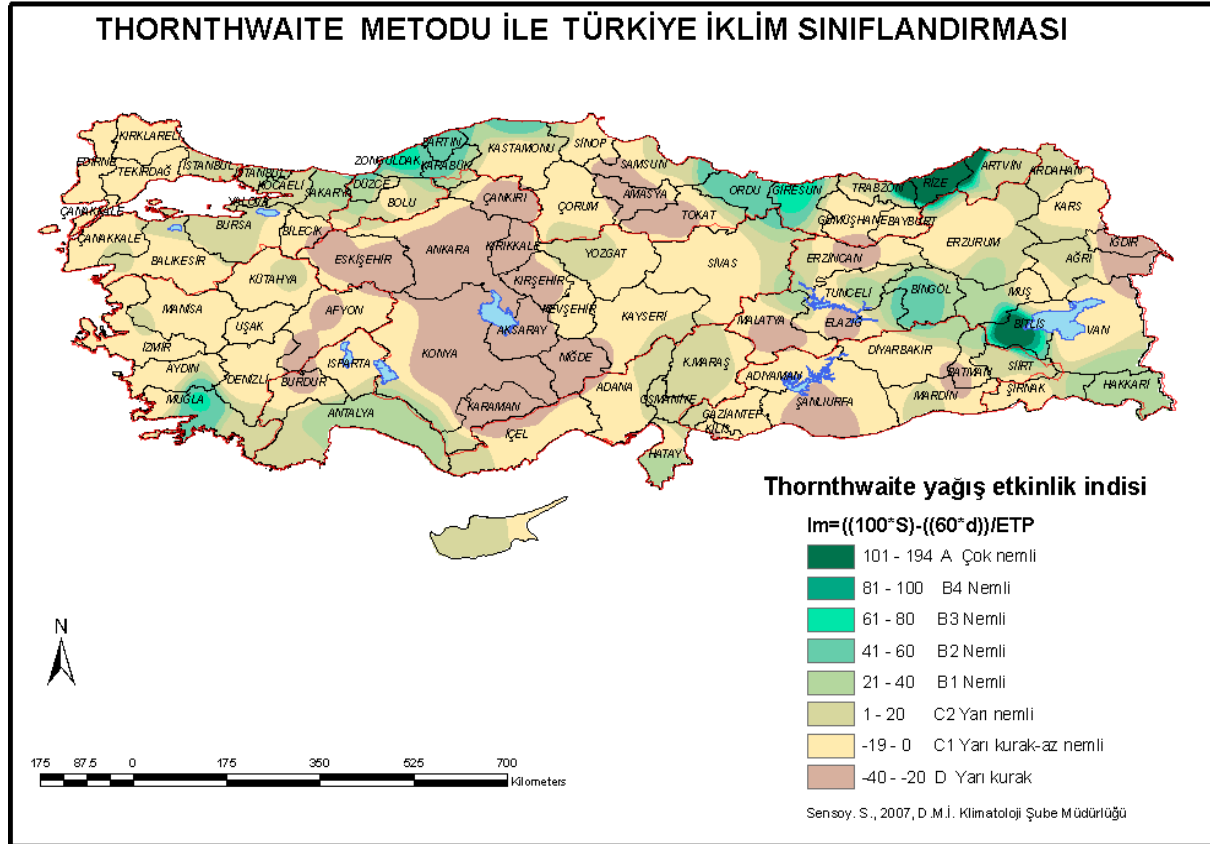 THORNTHWAITE METODU İLE TÜRKİYE İKLİM SINIFLANDIRMASI
KIRKLARELİ
EDİRNE
TEKİRDAĞ
İSTANBUL
İSTANBUL
KOCAELİ
YALOVA
SAKARYA
DÜZCE
BOLU
ZONGULDAK
BARTIN
KARABÜK
KASTAMONU
SİNOP
SAMSUN
ÇANKIRI
ÇORUM
AMASYA
TOKAT
ORDU
GİRESUN
TRABZON
RİZE
ARTVİN
ARDAHAN
GÜMÜŞHANE
BAYBURT
KARS
IĞDIR
ERZURUM
AĞRI
ÇANAKKALE
ÇANAKKALE
BALIKESİR
BURSA
BİLECİK
ESKİŞEHİR
ANKARA
KIRIKKALE
KIRŞEHİR
YOZGAT
SİVAS
ERZİNCAN
TUNCELİ
BİNGÖL
MUŞ
BİTLİS
VAN
KÜTAHYA
MANİSA
UŞAK
AFYON
İZMİR
AYDIN
DENİZLİ
BURDUR
ISPARTA
KONYA
AKSARAY
NEVŞEHİR
KAYSERİ
NİĞDE
MALATYA
ELAZIĞ
DİYARBAKIR
BATMAN
SİİRT
ŞIRNAK
HAKKARİ
MUĞLA
ANTALYA
KARAMAN
İÇEL
ADANA
K.MARAŞ
OSMANİYE
ADIYAMAN
GAZİANTEP
KİLİS
ŞANLIURFA
MARDİN
HATAY
Thornthwaite yağış etkinlik indisi
Im=((100*S)-((60*d))/ETP
101 - 194 A Çok nemli
81 - 100 B4 Nemli
61 - 80 B3 Nemli
41 - 60 B2 Nemli
21 - 40 B1 Nemli
1 - 20 C2 Yarı nemli
-19 - 0 C1 Yarı kurak-az nemli
-40 - -20 D Yarı kurak
N
175 87.5 0 175 350 525 700
Kilometers
Sensoy. S., 2007, D.M.İ. Klimatoloji Şube Müdürlüğü